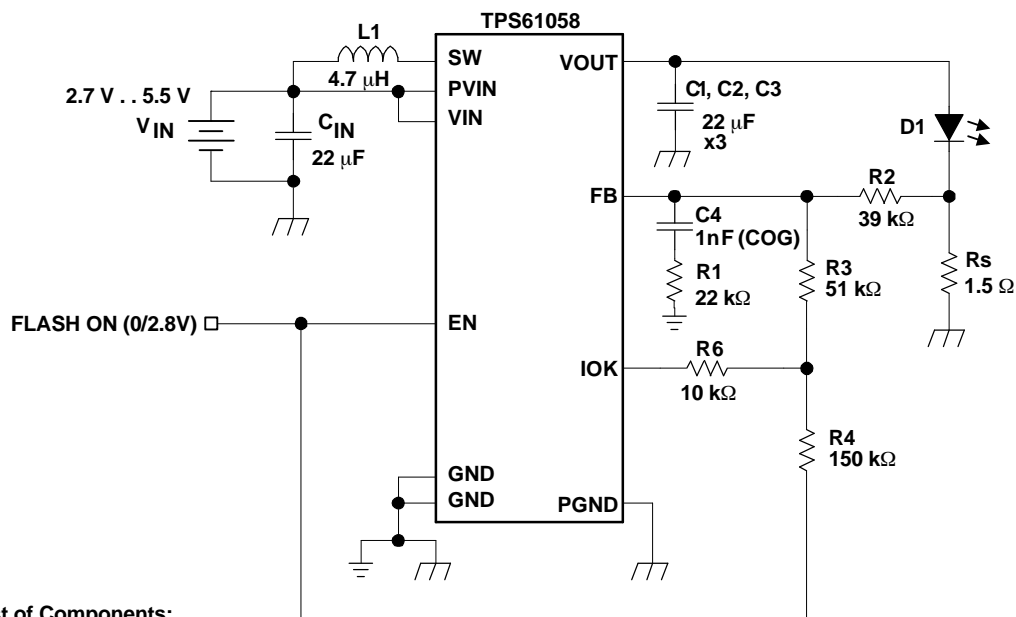 TPS61058
L1
SW
4.7 μH
PVIN
VIN
2.7 V . . 5.5 V
V IN
C IN
22 μF
VOUT
C1, C2, C3
22 μF
x3
D1
FB
R2
39 kΩ
C4
1nF (COG)
R1
22 kΩ
R3
51 kΩ
Rs
1.5 Ω
FLASH ON (0/2.8V)
EN
IOK
R6
10 kΩ
R4
150 kΩ
GND
GND
PGND
t of Components: